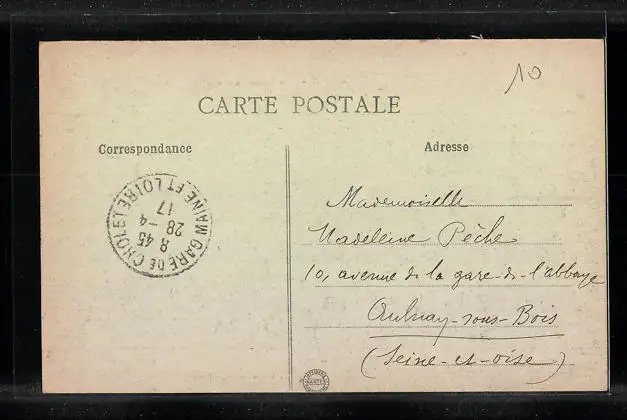 10
CARTE POSTALE
Correspondance
Adresse
GARE DE CHOLET MAINE ET LOIRE
8 45
28 - 4
17
Mademoiselle
Madeleine Pêche
10, avenue de la gare-de-l'abbaye
Aulnay-sous-Bois
(Seine-et-oise)
NANTES